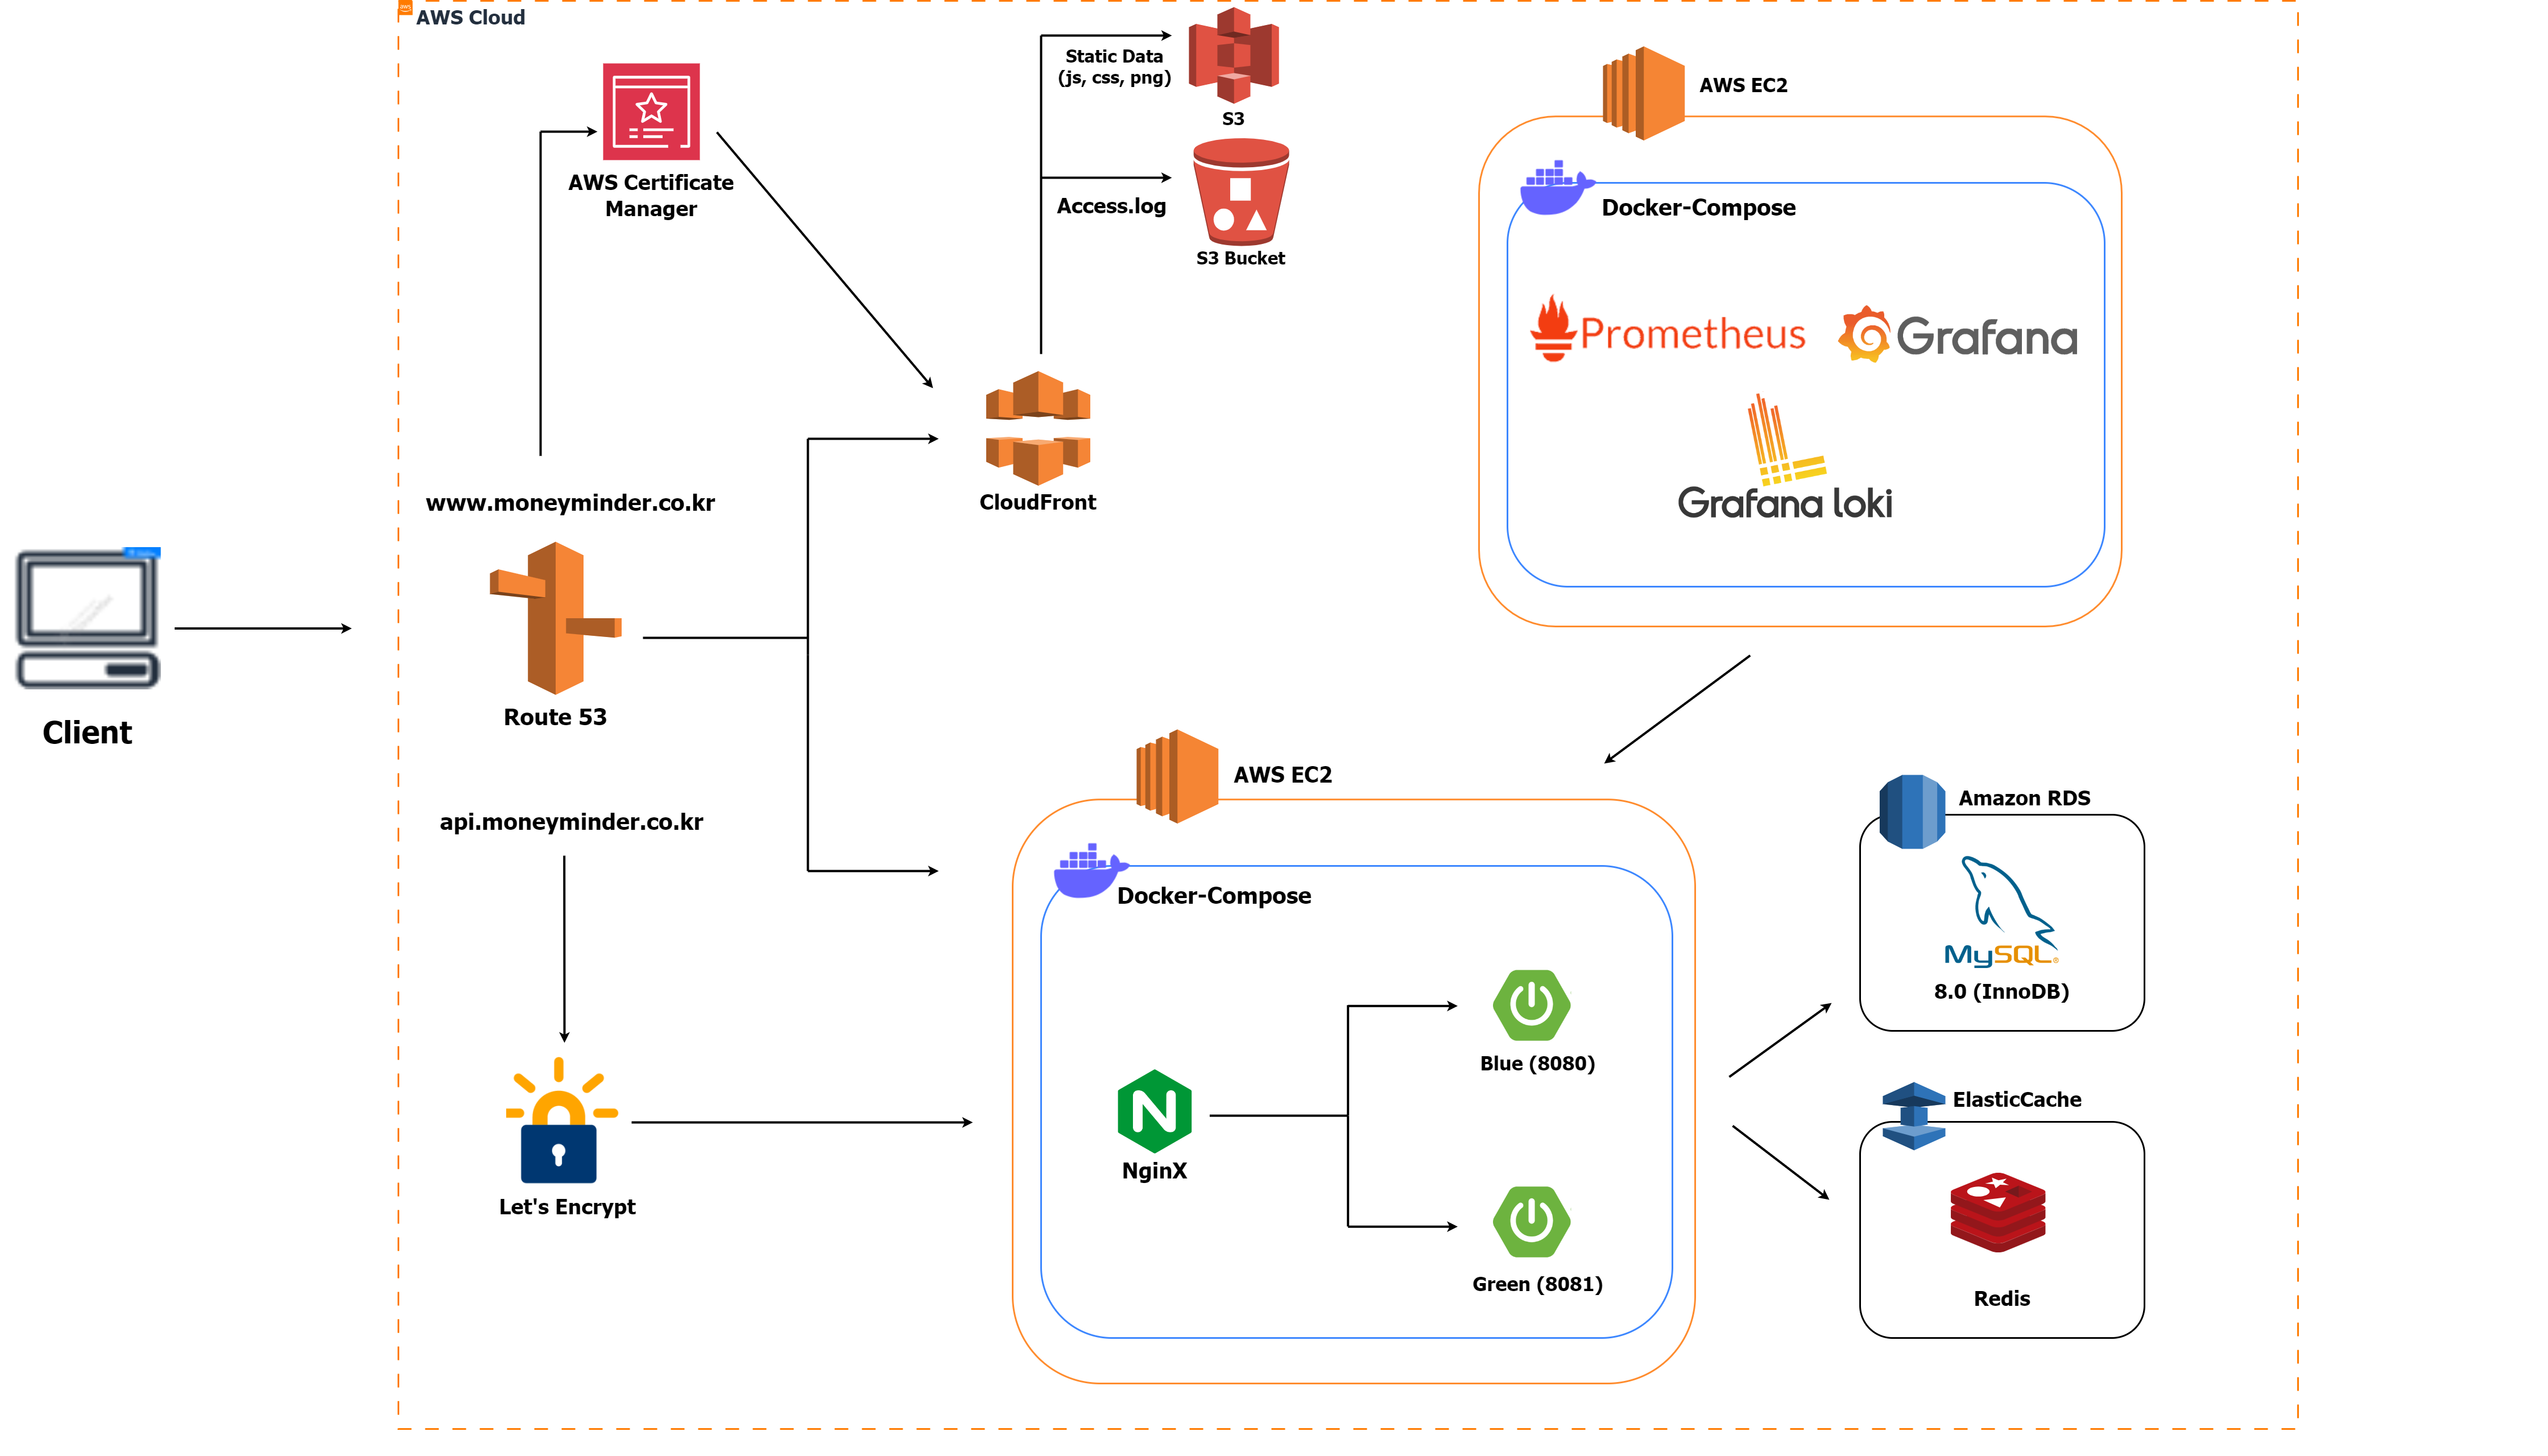 AWS Cloud
Static Data
(js, css, png)
S3
AWS EC2
AWS Certificate
Manager
Access.log
S3 Bucket
Docker-Compose
Prometheus
Grafana
Grafana loki
www.moneyminder.co.kr
CloudFront
Client
Route 53
api.moneyminder.co.kr
AWS EC2
Docker-Compose
Amazon RDS
MySQL
8.0 (InnoDB)
Blue (8080)
N
NginX
Green (8081)
Let's Encrypt
ElasticCache
Redis